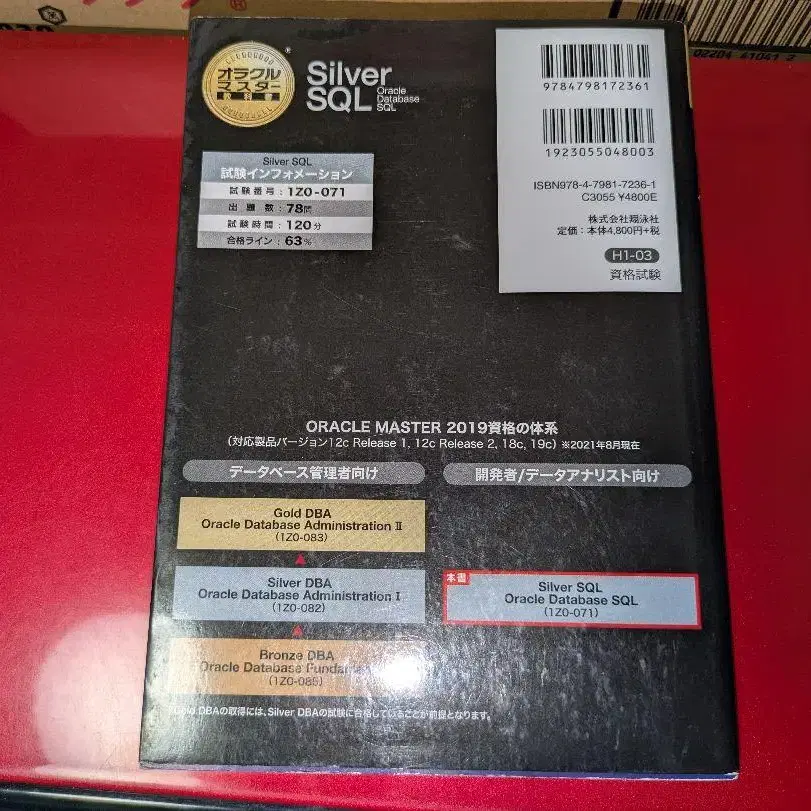 オラクル
マスター
教科書
®
Silver
SQL
Oracle
Database
SQL
9784798172361
1923055048003
ISBN978-4-7981-7236-1
C3055 ¥4800E
株式会社翔泳社
定価：本体4,800円+税
H1-03
資格試験
Silver SQL
試験インフォメーション
試験番号：1Z0-071
出題数：78問
試験時間：120分
合格ライン：63%
ORACLE MASTER 2019資格の体系
（対応製品バージョン12c Release 1, 12c Release 2, 18c, 19c）※2021年8月現在
データベース管理者向け
開発者/データアナリスト向け
Gold DBA
Oracle Database Administration Ⅱ
（1Z0-083）
Silver DBA
Oracle Database Administration Ⅰ
（1Z0-082）
本書
Silver SQL
Oracle Database SQL
（1Z0-071）
Bronze DBA
Oracle Database
（1Z0-085）
Gold DBAの取得には、Silver DBAの試験に合格していることが前提となります。